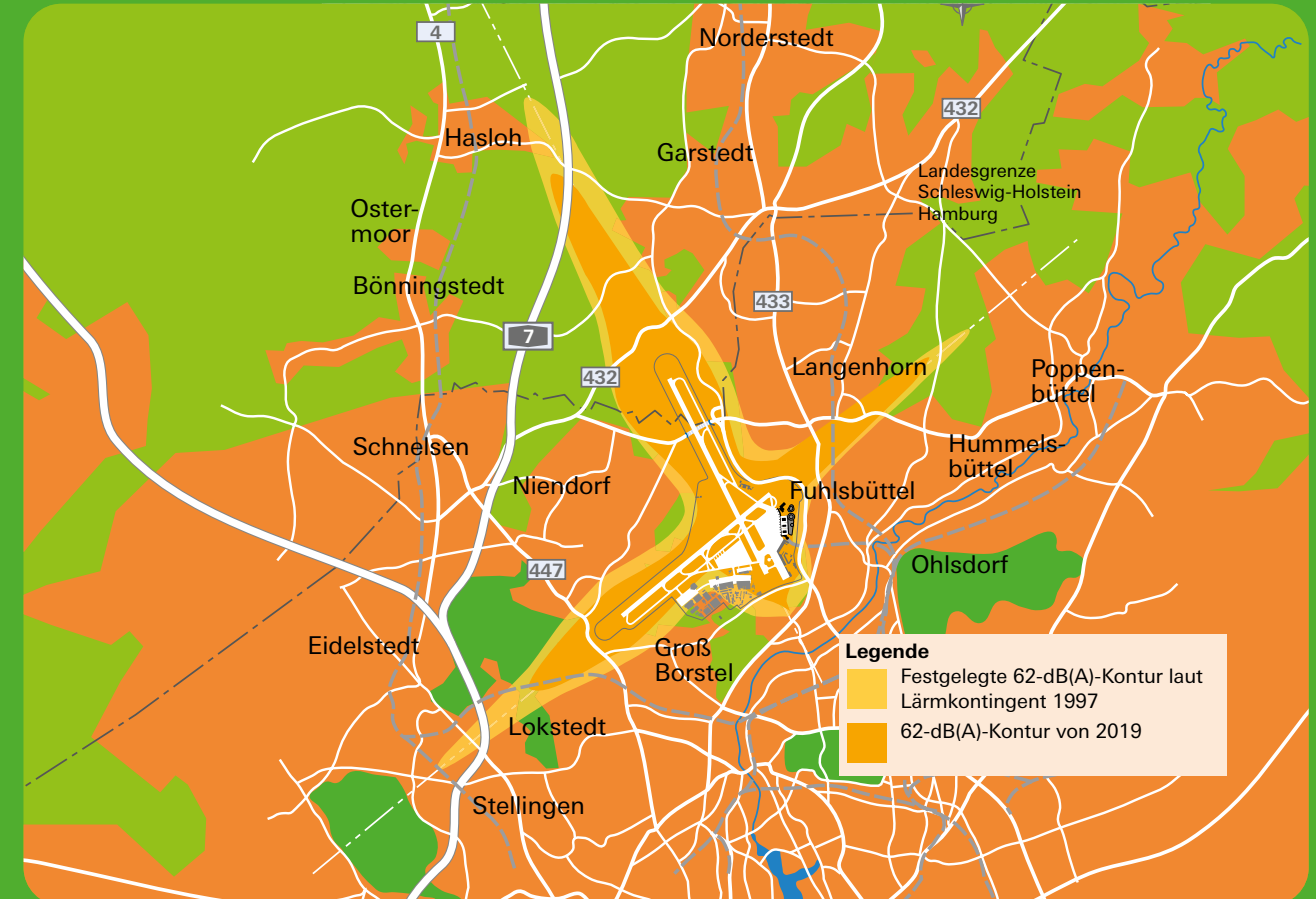 4
Norderstedt
432
Hasloh
Garstedt
Landesgrenze
Schleswig-Holstein
Hamburg
Oster-
moor
Bönningstedt
433
7
432
Langenhorn
Poppen-
büttel
Schnelsen
Hummels-
büttel
Niendorf
Fuhlsbüttel
447
Ohlsdorf
Eidelstedt
Groß
Borstel
Legende
Festgelegte 62-dB(A)-Kontur laut
Lärmkontingent 1997
62-dB(A)-Kontur von 2019
Lokstedt
Stellingen